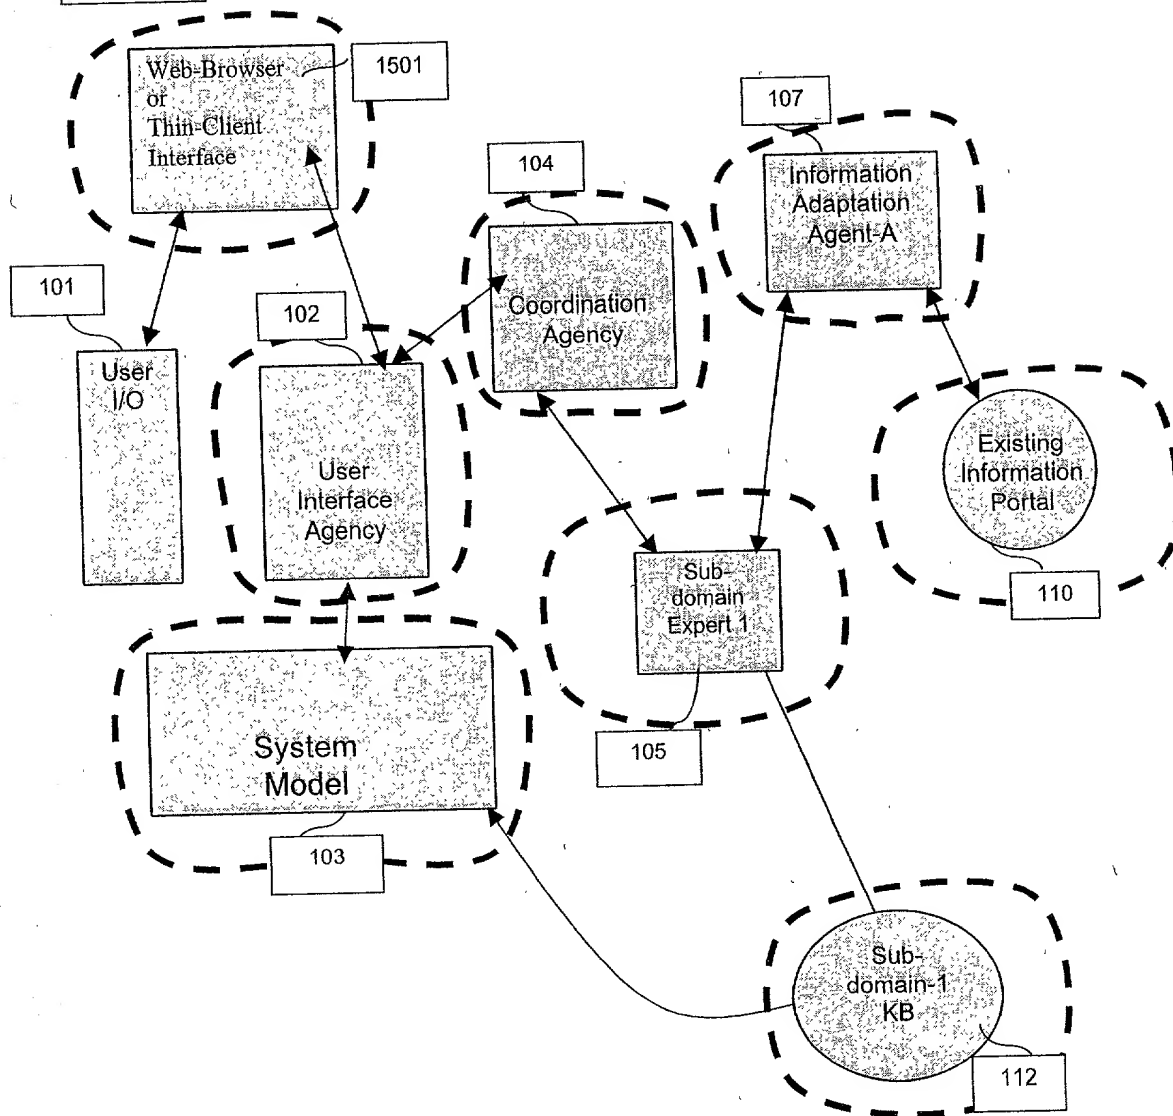 1501
Web-Browser
or
Thin-Client
Interface
107
Information
Adaptation
Agent-A
104
Coordination
Agency
101
User
I/O
102
User
Interface
Agency
Existing
Information
Portal
110
Sub-
domain
Expert 1
105
System
Model
103
Sub-
domain-1
KB
112